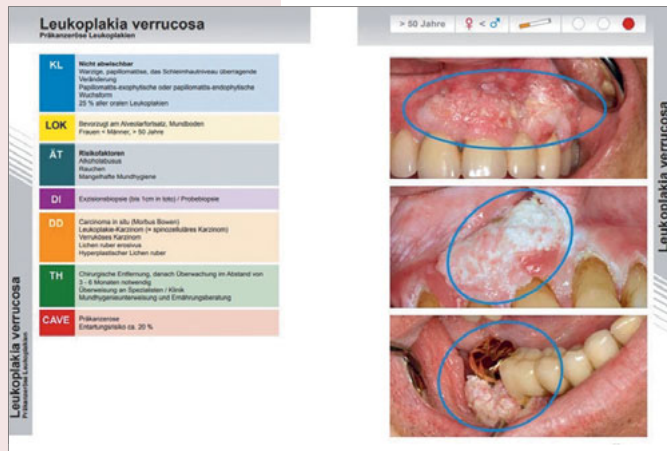 Leukoplakia verrucosa
Präkanzeröse Leukoplakien
KL
Nicht abwischbar
Warzige, papillomatöse, das Schleimhautniveau überragende
Veränderung
Papillomatös-exophytische oder papillomatös-endophytische
Wuchsform
25 % aller oralen Leukoplakien
LOK
Bevorzugt am Alveolarfortsatz, Mundboden
Frauen < Männer, > 50 Jahre
ÄT
Risikofaktoren
Alkoholabusus
Rauchen
Mangelhafte Mundhygiene
DI
Exzisionsbiopsie (bis 1cm in toto) / Probebiopsie
DD
Carcinoma in situ (Morbus Bowen)
Leukoplakie-Karzinom (= spinozelluläres Karzinom)
Verruköses Karzinom
Lichen ruber erosivus
Hyperplastischer Lichen ruber
TH
Chirurgische Entfernung, danach Überwachung im Abstand von
3 - 6 Monaten notwendig
Überweisung an Spezialisten / Klinik
Mundhygieneunterweisung und Ernährungsberatung
CAVE
Präkanzerose
Entartungsrisiko ca. 20 %
Leukoplakia verrucosa
Präkanzeröse Leukoplakien
> 50 Jahre ♀ < ♂
Leukoplakia verrucosa